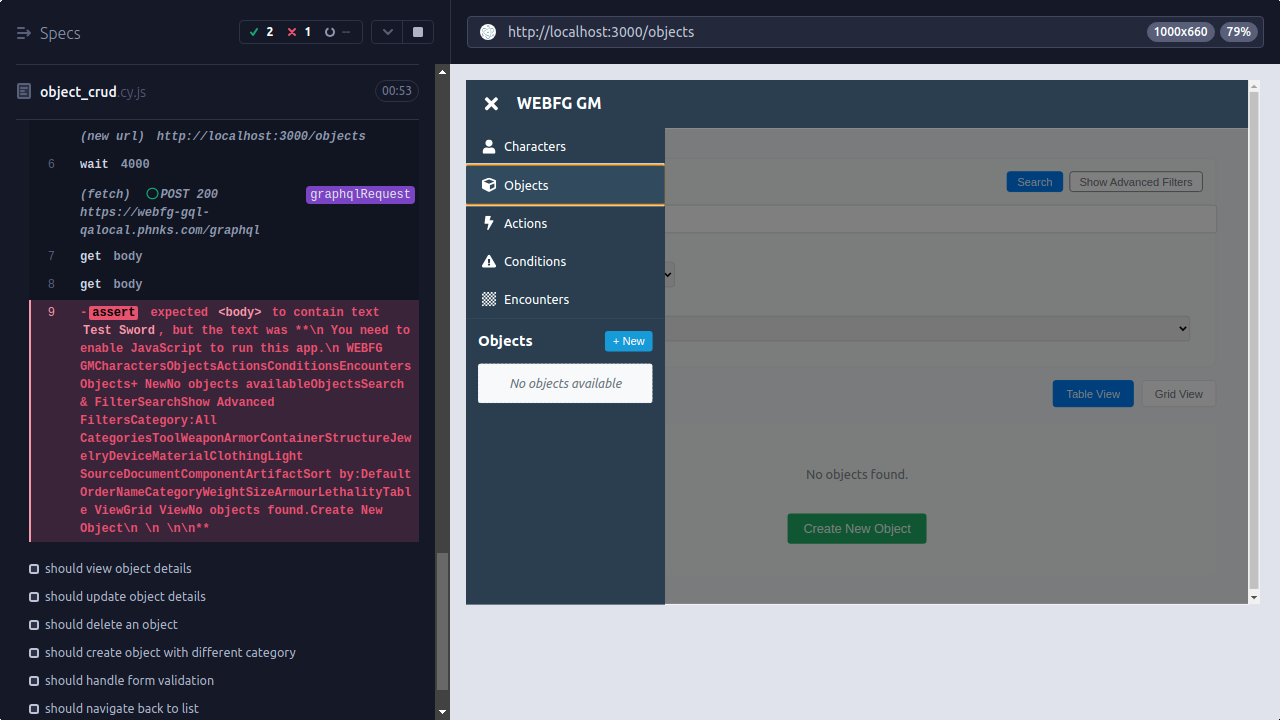 Specs
2
1
--
http://localhost:3000/objects
1000x660
79%
object_crud.cy.js
00:53
(new url) http://localhost:3000/objects
6 wait 4000
(fetch) POST 200
https://webfg-gql-
qalocal.phnks.com/graphql
graphqlRequest
7 get body
8 get body
9 -assert expected <body> to contain text
Test Sword, but the text was **\n You need to
enable JavaScript to run this app.\n WEBFG
GMCharactersObjectsActionsConditionsEncounters
Objects+ NewNo objects availableObjectsSearch
& FilterSearchShow Advanced
FiltersCategory:All
CategoriesToolWeaponArmorContainerStructureJew
elryDeviceMaterialClothingLight
SourceDocumentComponentArtifactSort by:Default
OrderNameCategoryWeightSizeArmourLethalityTabl
e ViewGrid ViewNo objects found.Create New
Object\n \n \n\n**
should view object details
should update object details
should delete an object
should create object with different category
should handle form validation
should navigate back to list
WEBFG GM
Characters
Objects
Actions
Conditions
Encounters
Objects
+ New
No objects available
Search
Show Advanced Filters
Table View
Grid View
No objects found.
Create New Object